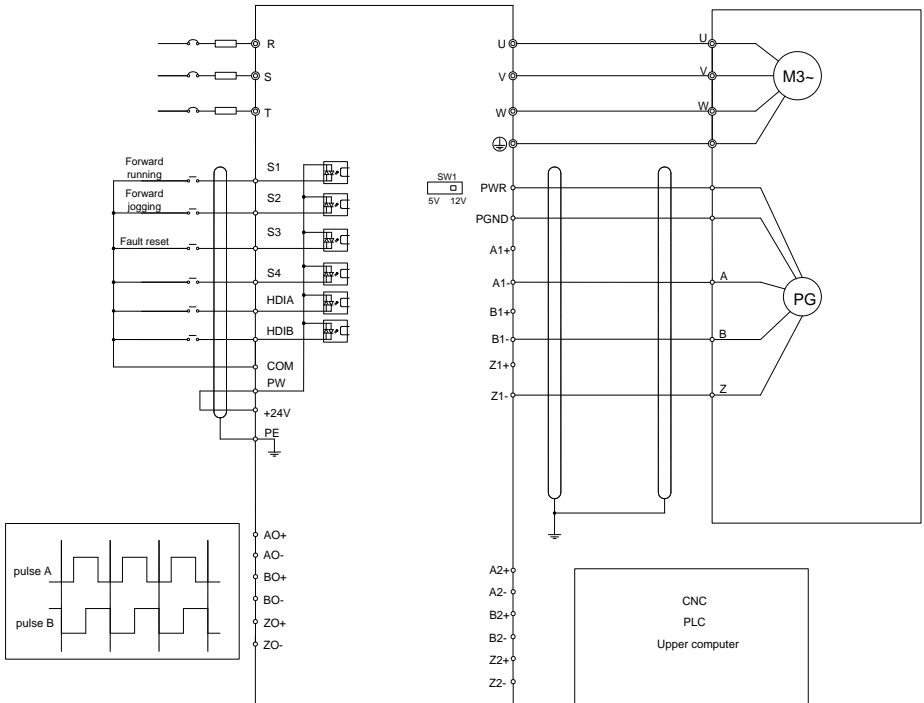 R
S
T
U
V
W
U
V
W
M3~
Forward
running
S1
Forward
jogging
S2
Fault reset
S3
S4
HDIA
HDIB
COM
PW
+24V
PE
SW1
5V 12V
PWR
PGND
A1+
A1-
B1+
B1-
Z1+
Z1-
A
B
Z
PG
pulse A
pulse B
AO+
AO-
BO+
BO-
ZO+
ZO-
A2+
A2-
B2+
B2-
Z2+
Z2-
CNC
PLC
Upper computer